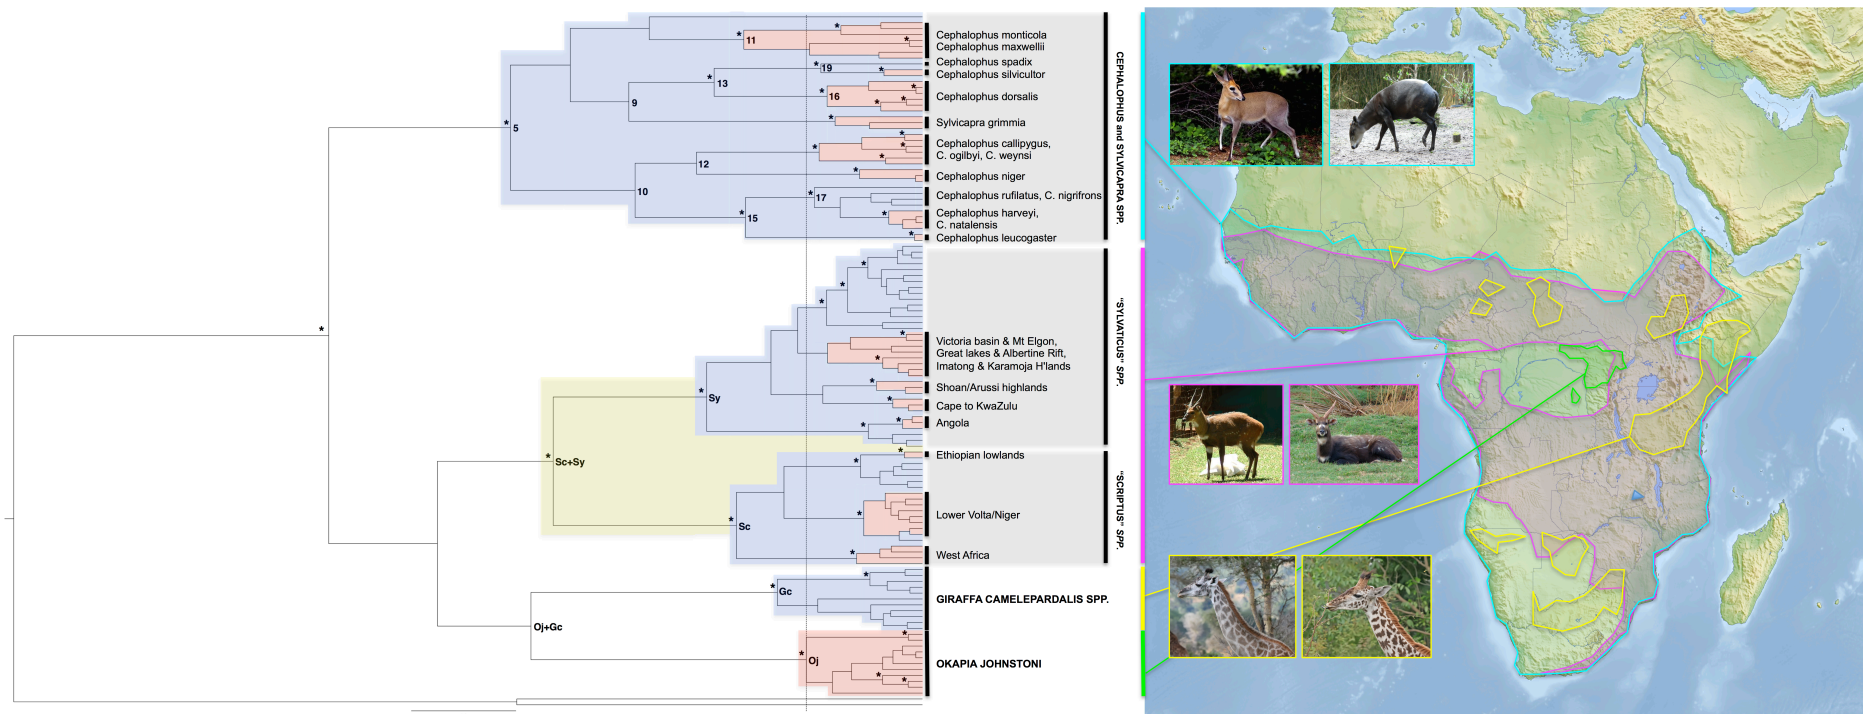 *
11
Cephalophus monticola
Cephalophus maxwellii
19
Cephalophus spadix
Cephalophus silvicultor
13
16
Cephalophus dorsalis
9
Sylvicapra grimmia
* 5
Cephalophus callipygus,
C. ogilbyi, C. weynsi
12
Cephalophus niger
10
17
Cephalophus rufilatus, C. nigrifrons
15
Cephalophus harveyi,
C. natalensis
Cephalophus leucogaster
CEPHALOPHUS and SYLVICAPRA SPP.
Victoria basin & Mt Elgon,
Great lakes & Albertine Rift,
Imatong & Karamoja H'lands
Shoan/Arussi highlands
Sy
Cape to KwaZulu
Angola
"SYLVATICUS" SPP.
* Sc+Sy
Ethiopian lowlands
Lower Volta/Niger
Sc
West Africa
"SCRIPTUS" SPP.
Gc
GIRAFFA CAMELEPARDALIS SPP.
Oj+Gc
Oj
OKAPIA JOHNSTONI